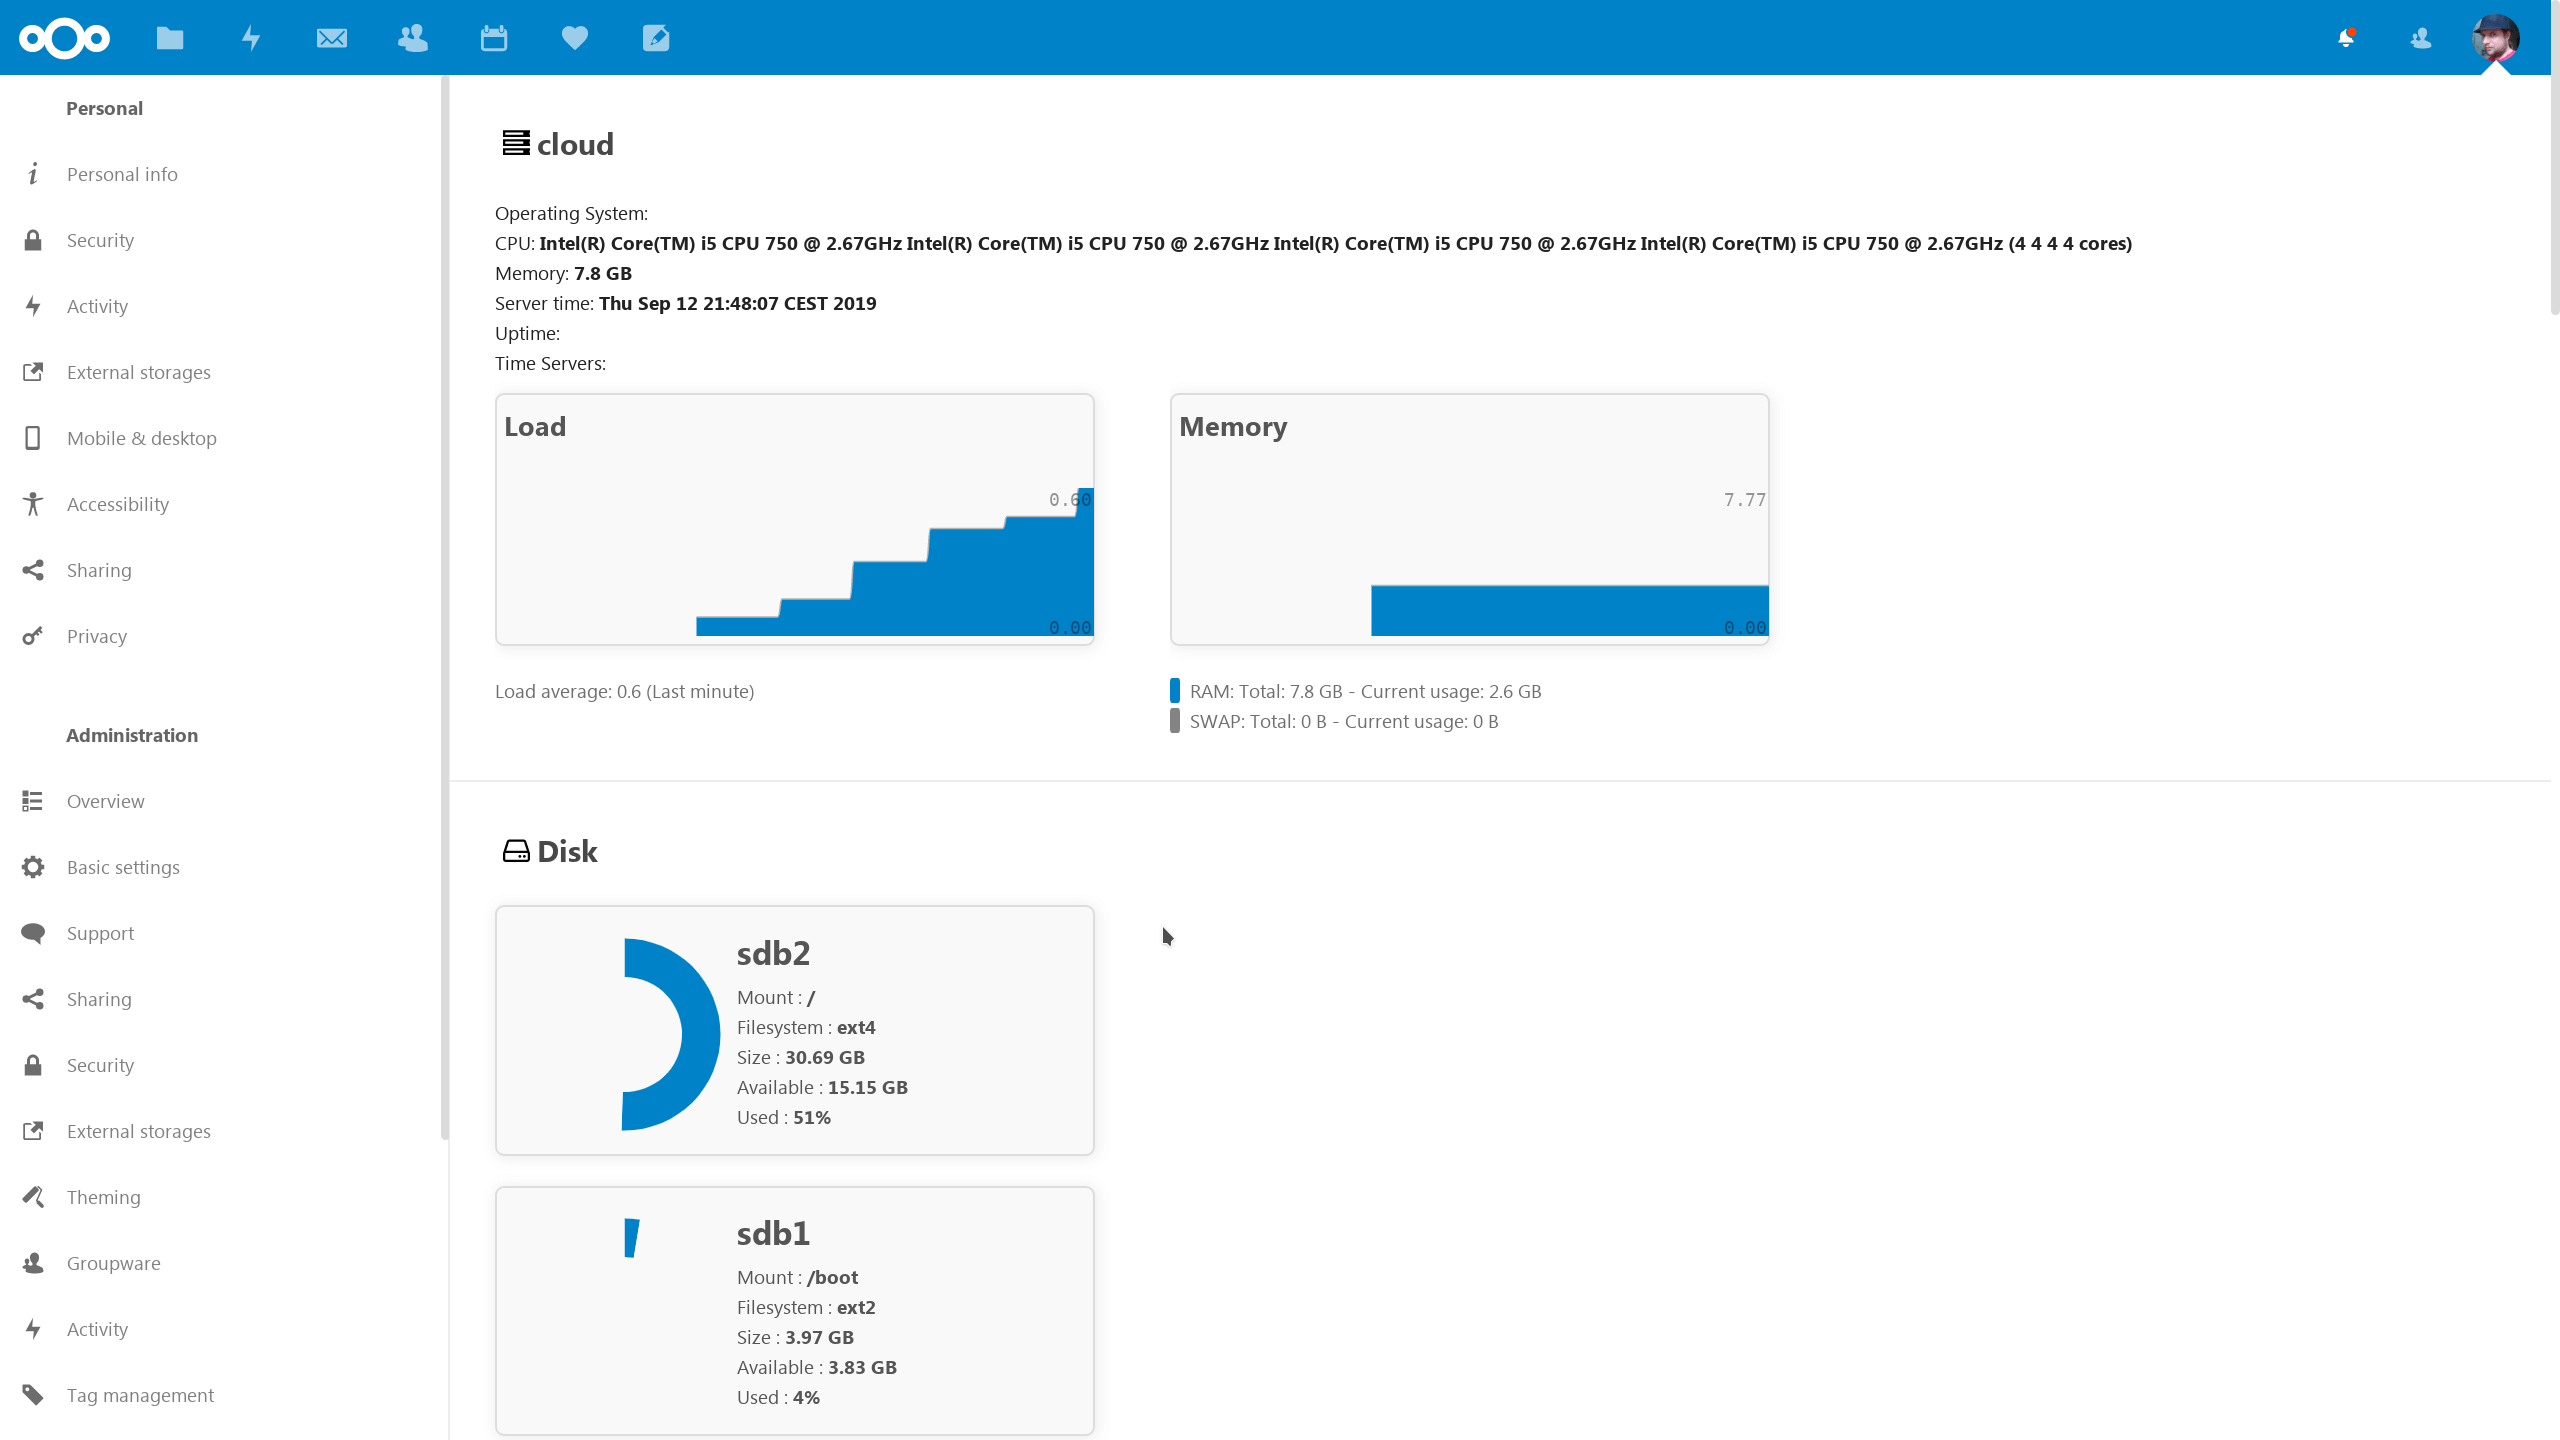 Personal
Personal info
Security
Activity
External storages
Mobile & desktop
Accessibility
Sharing
Privacy
Administration
Overview
Basic settings
Support
Sharing
Security
External storages
Theming
Groupware
Activity
Tag management
cloud
Operating System:
CPU: Intel(R) Core(TM) i5 CPU 750 @ 2.67GHz Intel(R) Core(TM) i5 CPU 750 @ 2.67GHz Intel(R) Core(TM) i5 CPU 750 @ 2.67GHz Intel(R) Core(TM) i5 CPU 750 @ 2.67GHz (4 4 4 4 cores)
Memory: 7.8 GB
Server time: Thu Sep 12 21:48:07 CEST 2019
Uptime:
Time Servers:
Load
0.60
0.00
Load average: 0.6 (Last minute)
Memory
7.77
0.00
RAM: Total: 7.8 GB - Current usage: 2.6 GB
SWAP: Total: 0 B - Current usage: 0 B
Disk
sdb2
Mount : /
Filesystem : ext4
Size : 30.69 GB
Available : 15.15 GB
Used : 51%
sdb1
Mount : /boot
Filesystem : ext2
Size : 3.97 GB
Available : 3.83 GB
Used : 4%